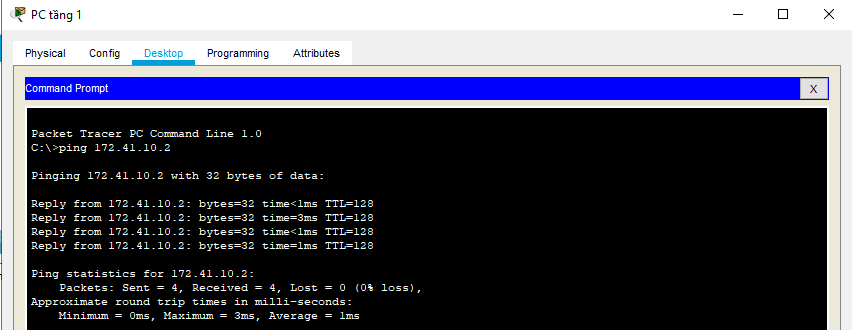 PC tầng 1
Physical Config Desktop Programming Attributes
Command Prompt X
Packet Tracer PC Command Line 1.0
C:\>ping 172.41.10.2
Pinging 172.41.10.2 with 32 bytes of data:
Reply from 172.41.10.2: bytes=32 time<1ms TTL=128
Reply from 172.41.10.2: bytes=32 time=3ms TTL=128
Reply from 172.41.10.2: bytes=32 time<1ms TTL=128
Reply from 172.41.10.2: bytes=32 time=1ms TTL=128
Ping statistics for 172.41.10.2:
    Packets: Sent = 4, Received = 4, Lost = 0 (0% loss),
Approximate round trip times in milli-seconds:
    Minimum = 0ms, Maximum = 3ms, Average = 1ms